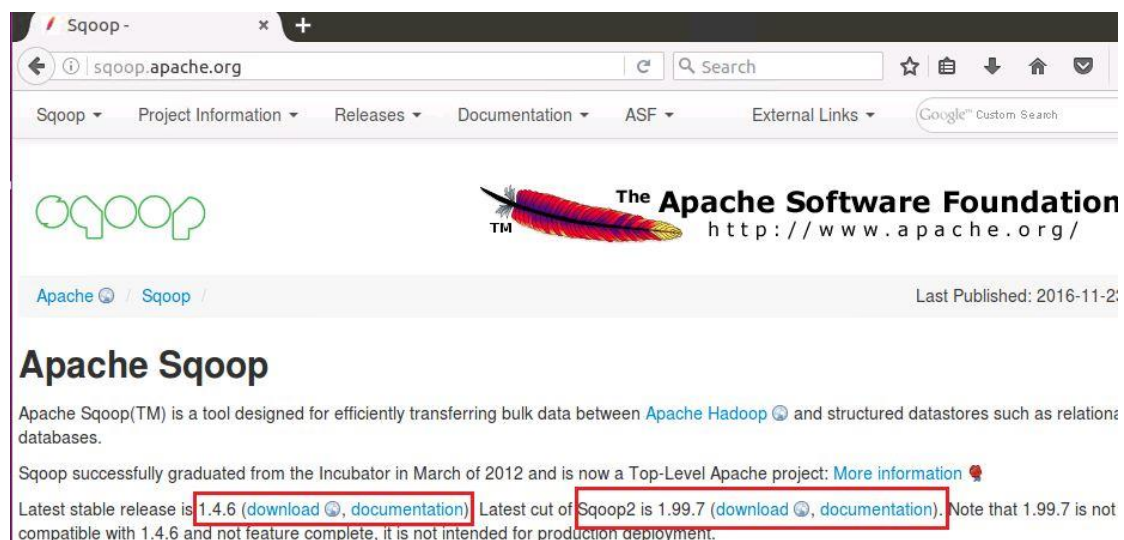 Sqoop -
sqoop.apache.org
Search
Sqoop Project Information Releases Documentation ASF External Links Google™ Custom Search
sqoop The Apache Software Foundation
TM http://www.apache.org/
Apache / Sqoop / Last Published: 2016-11-2
Apache Sqoop
Apache Sqoop(TM) is a tool designed for efficiently transferring bulk data between Apache Hadoop and structured datastores such as relationa
databases.
Sqoop successfully graduated from the Incubator in March of 2012 and is now a Top-Level Apache project: More information
Latest stable release is 1.4.6 (download, documentation). Latest cut of Sqoop2 is 1.99.7 (download, documentation). Note that 1.99.7 is not
compatible with 1.4.6 and not feature complete, it is not intended for production deployment.